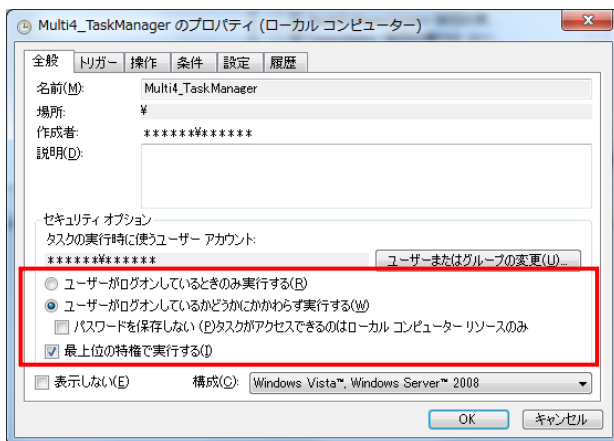 Multi4_TaskManager のプロパティ (ローカル コンピューター)
全般 トリガー 操作 条件 設定 履歴
名前(M): Multi4_TaskManager
場所: ¥
作成者: ******¥******
説明(D):
セキュリティ オプション
タスクの実行時に使うユーザー アカウント:
******¥****** ユーザーまたはグループの変更(U)...
ユーザーがログオンしているときのみ実行する(R)
ユーザーがログオンしているかどうかにかかわらず実行する(W)
パスワードを保存しない (P)タスクがアクセスできるのはローカル コンピューター リソースのみ
最上位の特権で実行する(I)
表示しない(E) 構成(C): Windows Vista™, Windows Server™ 2008
OK キャンセル